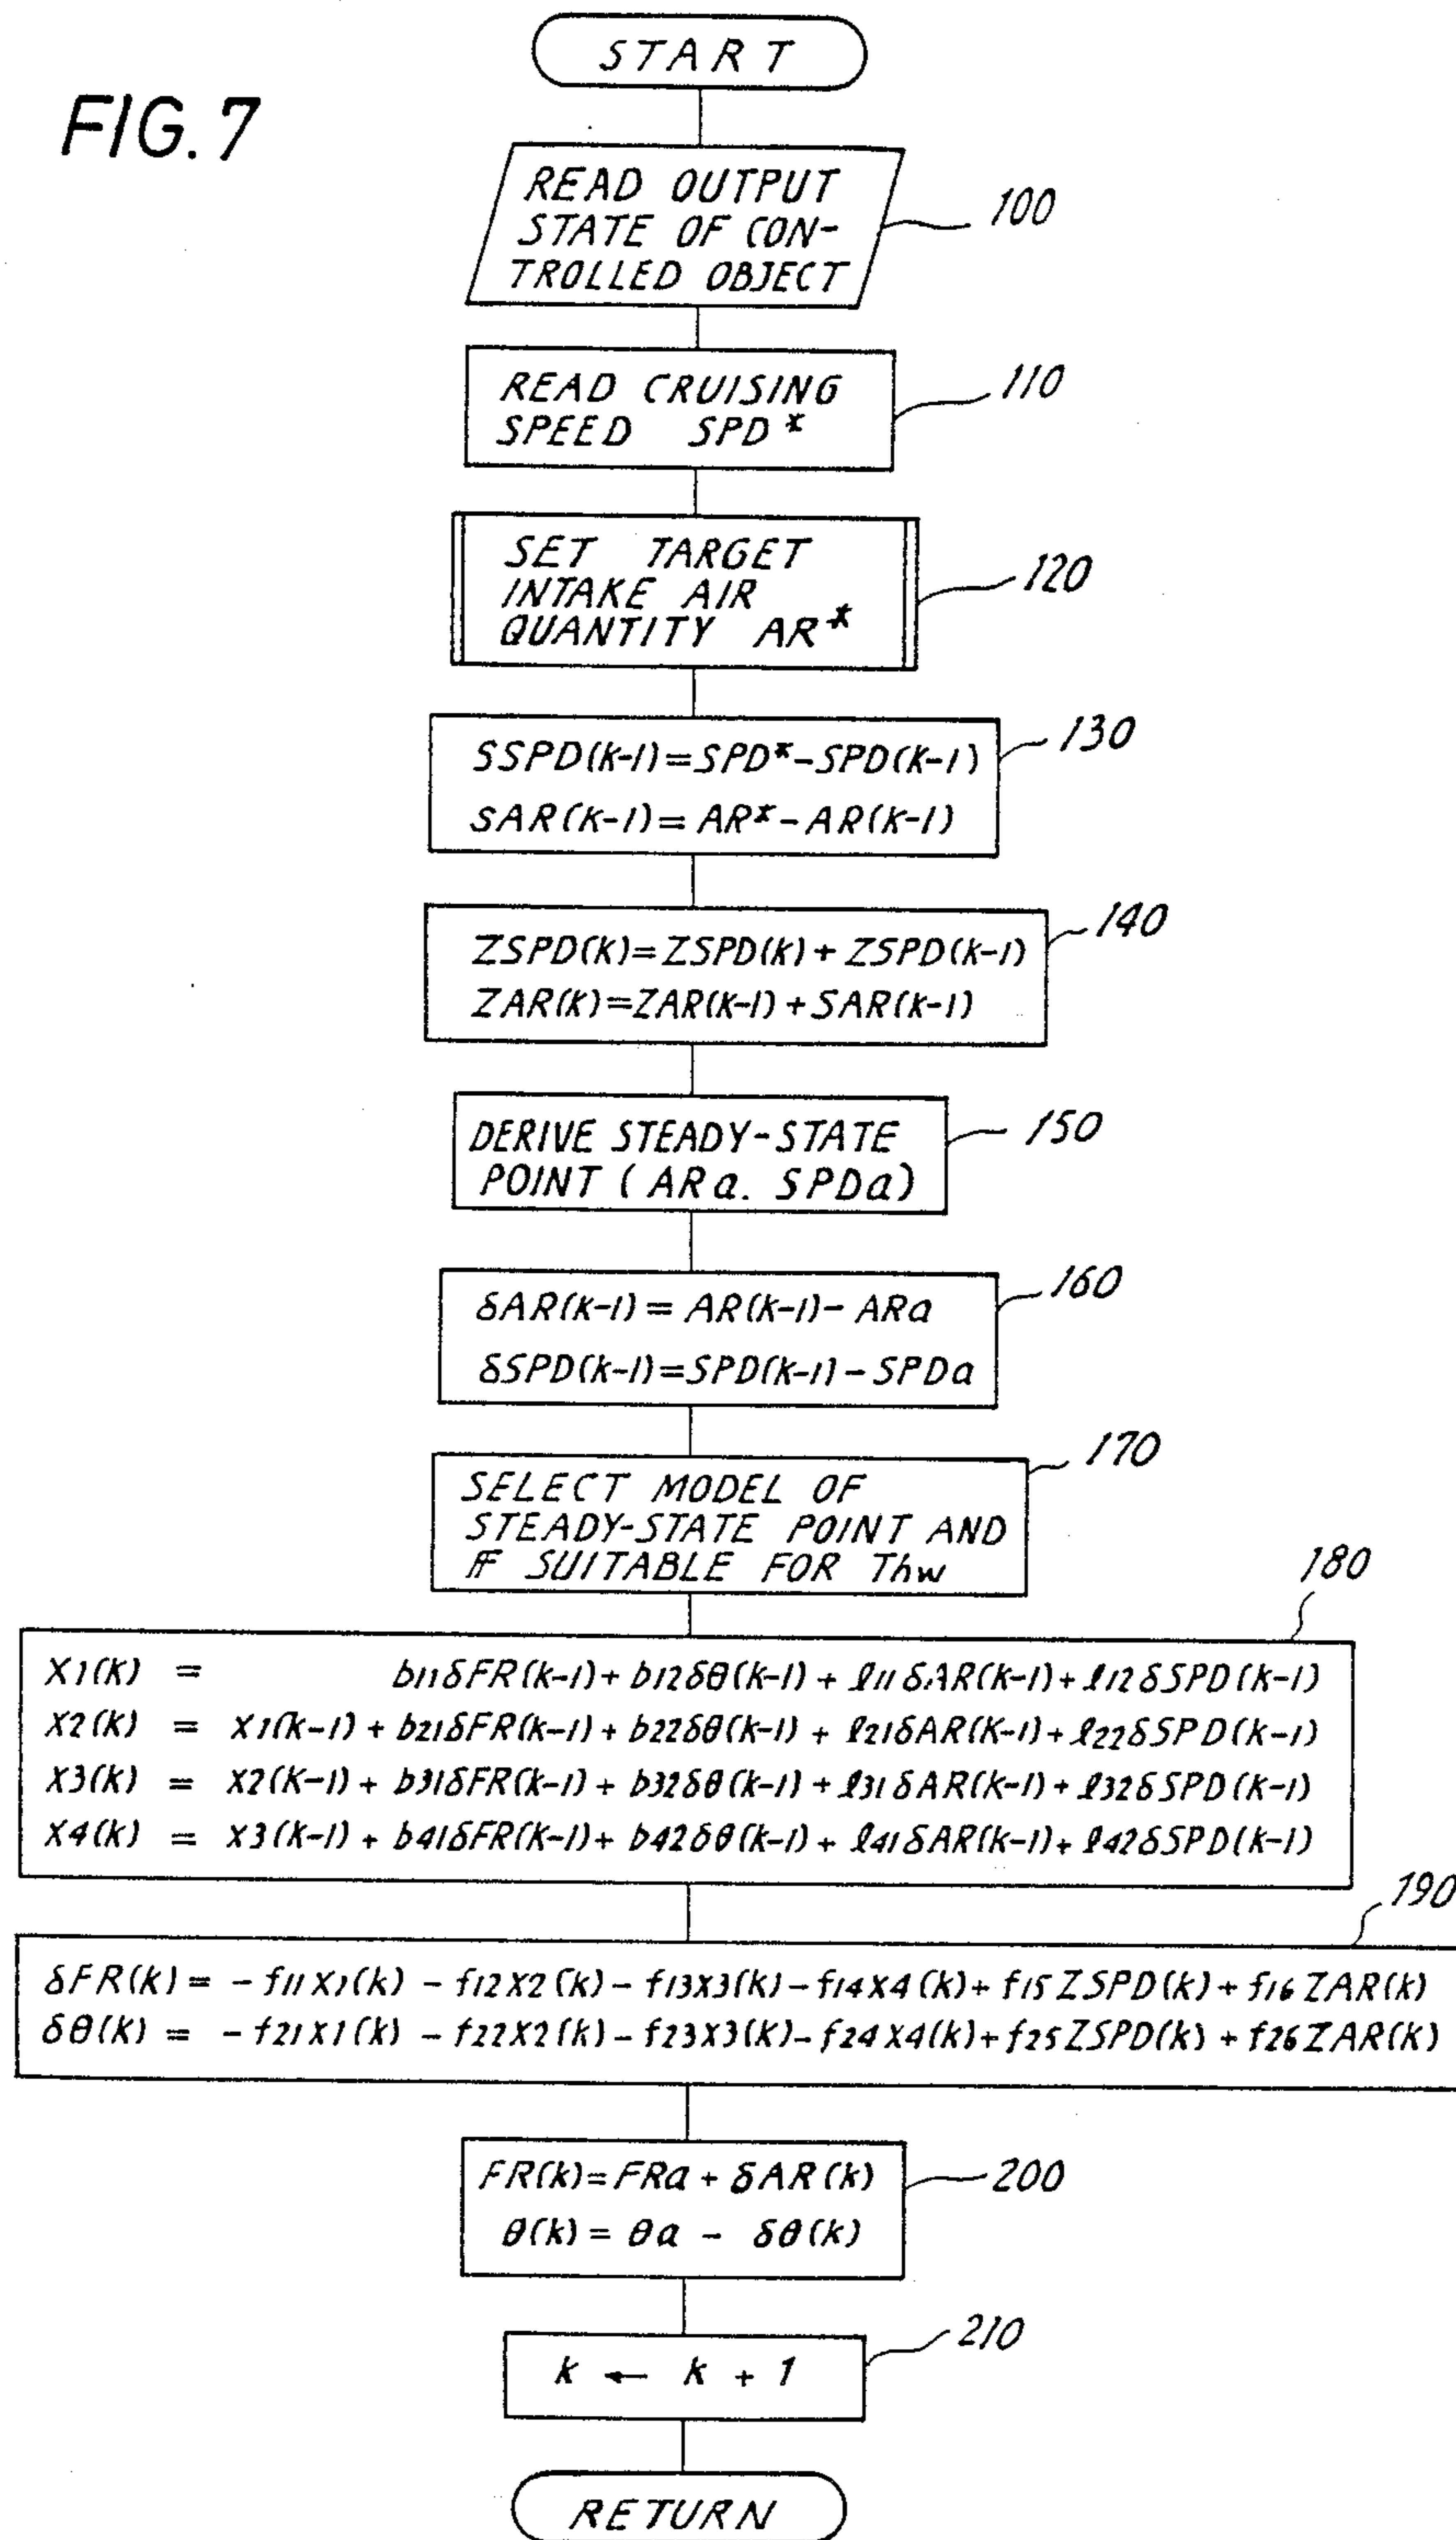 FIG. 7
START
READ OUTPUT
STATE OF CON-
TROLLED OBJECT
100
READ CRUISING
SPEED SPD*
110
SET TARGET
INTAKE AIR
QUANTITY AR*
120
SSPD(k-1)=SPD*-SPD(k-1)
SAR(k-1)=AR*-AR(k-1)
130
ZSPD(k)=ZSPD(k)+ZSPD(k-1)
ZAR(k)=ZAR(k-1)+SAR(k-1)
140
DERIVE STEADY-STATE
POINT (ARa. SPDa)
150
δAR(k-1)=AR(k-1)-ARa
δSPD(k-1)=SPD(k-1)-SPDa
160
SELECT MODEL OF
STEADY-STATE POINT AND
𝔽 SUITABLE FOR Thw
170
180
X1(k) = b11δFR(k-1)+b12δθ(k-1)+ℓ11δAR(k-1)+ℓ12δSPD(k-1)
X2(k) = X1(k-1)+b21δFR(k-1)+b22δθ(k-1)+ℓ21δAR(k-1)+ℓ22δSPD(k-1)
X3(k) = X2(k-1)+b31δFR(k-1)+b32δθ(k-1)+ℓ31δAR(k-1)+ℓ32δSPD(k-1)
X4(k) = X3(k-1)+b41δFR(k-1)+b42δθ(k-1)+ℓ41δAR(k-1)+ℓ42δSPD(k-1)
190
δFR(k)= -f11X1(k)-f12X2(k)-f13X3(k)-f14X4(k)+f15ZSPD(k)+f16ZAR(k)
δθ(k) = -f21X1(k)-f22X2(k)-f23X3(k)-f24X4(k)+f25ZSPD(k)+f26ZAR(k)
FR(k)=FRa+δAR(k)
θ(k)=θa - δθ(k)
200
k ← k + 1
210
RETURN